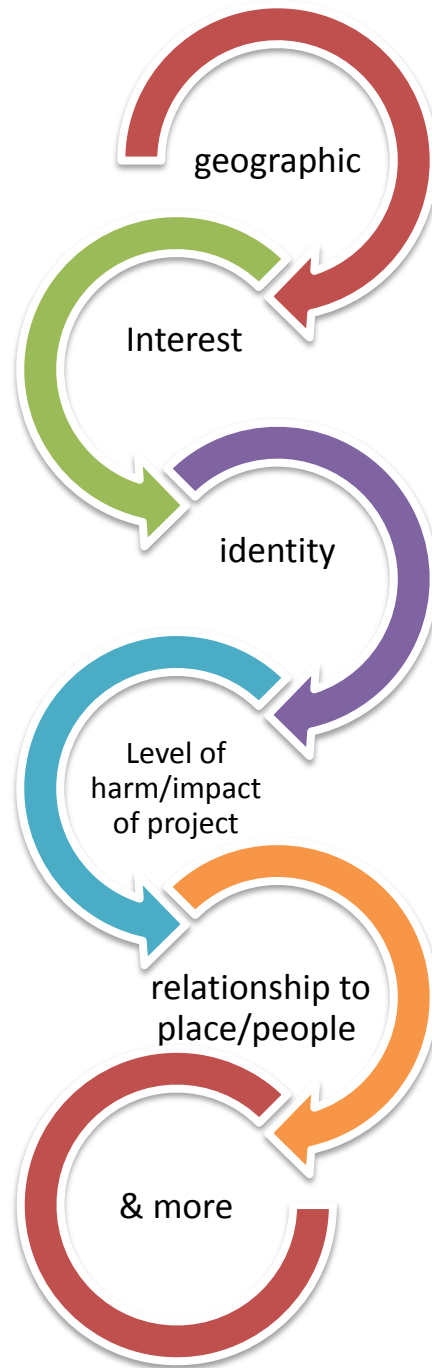 geographic
Interest
identity
Level of
harm/impact
of project
relationship to
place/people
& more